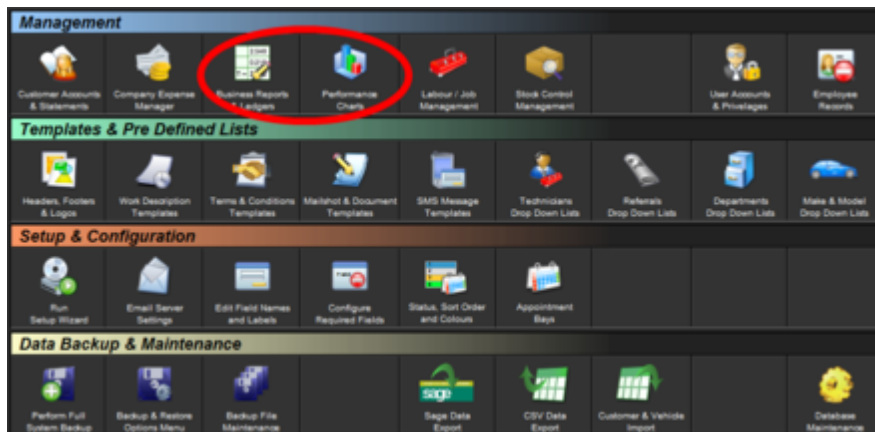 Management
Customer Accounts
& Statements
Company Expense
Manager
Business Reports
& Ledgers
Performance
Charts
Labour / Job
Management
Stock Control
Management
User Accounts
& Privelages
Employee
Records
Templates & Pre Defined Lists
Headers, Footers
& Logos
Work Description
Templates
Terms & Conditions
Templates
Mailshot & Document
Templates
SMS Message
Templates
Technicians
Drop Down Lists
Referrals
Drop Down Lists
Departments
Drop Down Lists
Make & Model
Drop Down Lists
Setup & Configuration
Run
Setup Wizard
Email Server
Settings
Edit Field Names
and Labels
Configure
Required Fields
Status, Sort Order
and Colours
Appointment
Bays
Data Backup & Maintenance
Perform Full
System Backup
Backup & Restore
Options Menu
Backup File
Maintenance
sage
Sage Data
Export
CSV Data
Export
Customer & Vehicle
Import
Database
Maintenance